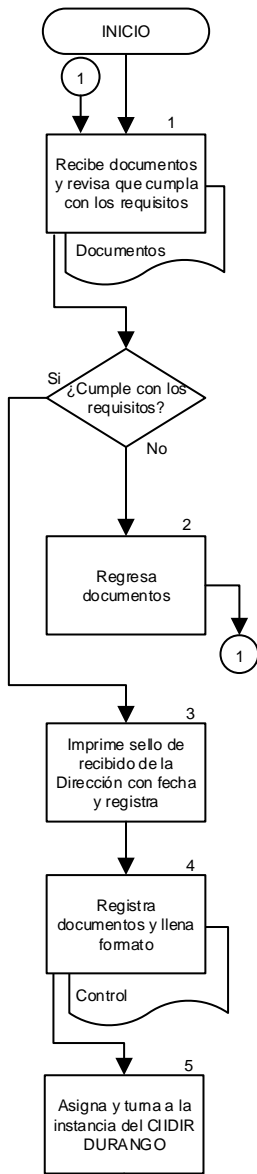 INICIO
1
1
Recibe documentos
y revisa que cumpla
con los requisitos
Documentos
Si
¿Cumple con los
requisitos?
No
2
Regresa
documentos
1
3
Imprime sello de
recibido de la
Dirección con fecha
y registra
4
Registra
documentos y llena
formato
Control
5
Asigna y turna a la
instancia del CIIDIR
DURANGO